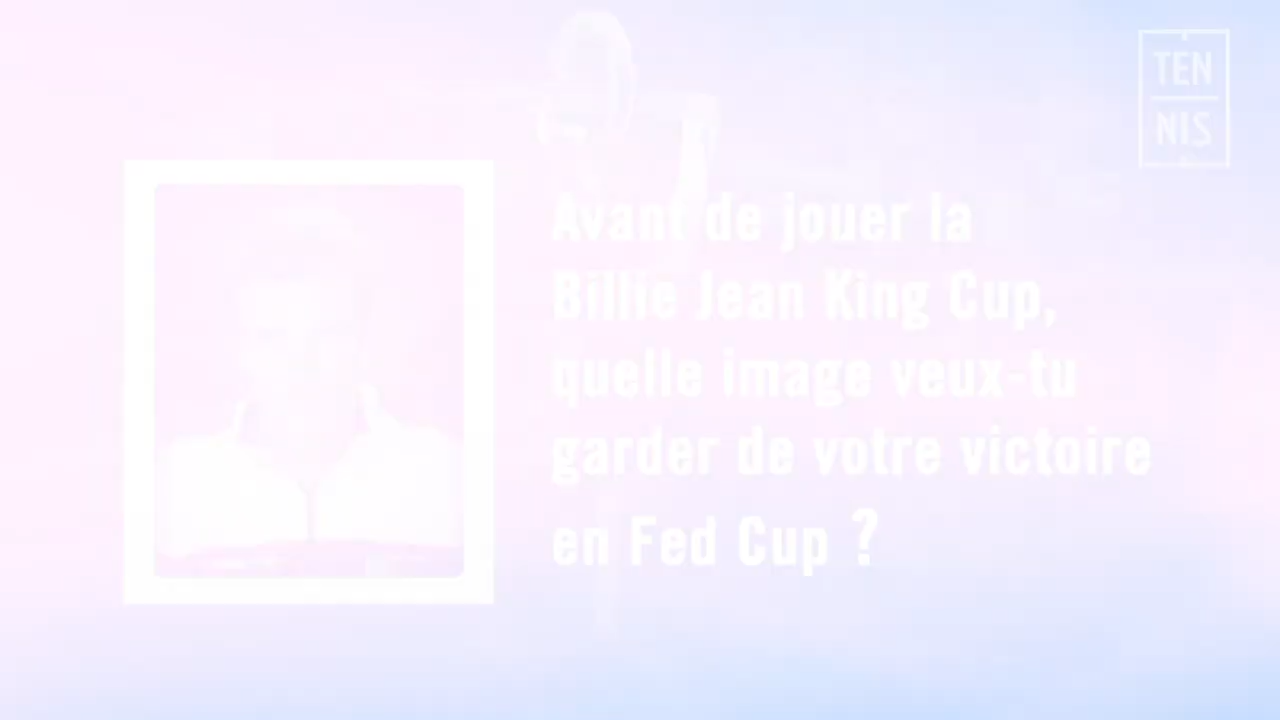 TEN
NIS
Avant de jouer la
Billie Jean King Cup,
quelle image veux-tu
garder de votre victoire
en Fed Cup ?